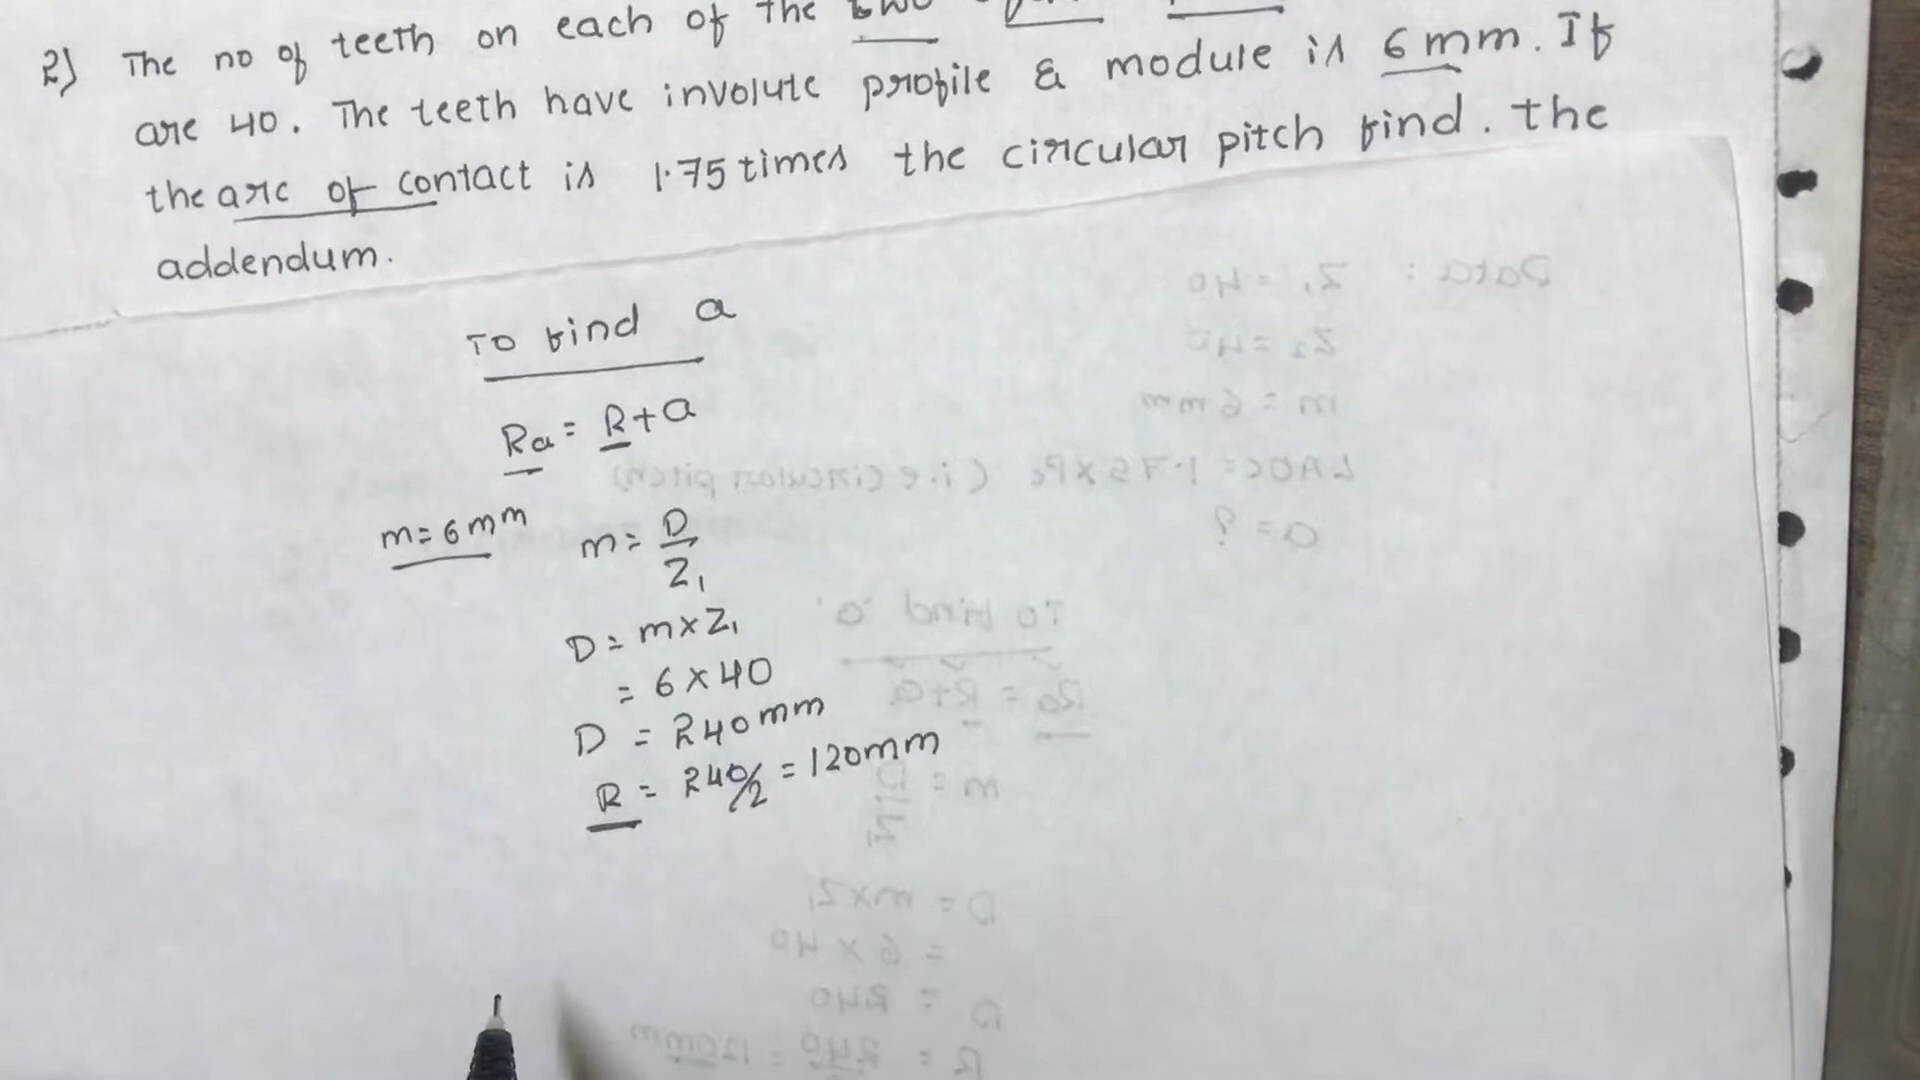 2) The no of teeth on each of the two
are 40. The teeth have involute profile & module is 6mm. If
the arc of contact is 1.75 times the circular pitch find. the
addendum.
To find a
Ra = R+a
m=6mm m= D/Z1
D= m×Z1
= 6×40
D = 240mm
R = 240/2 = 120mm